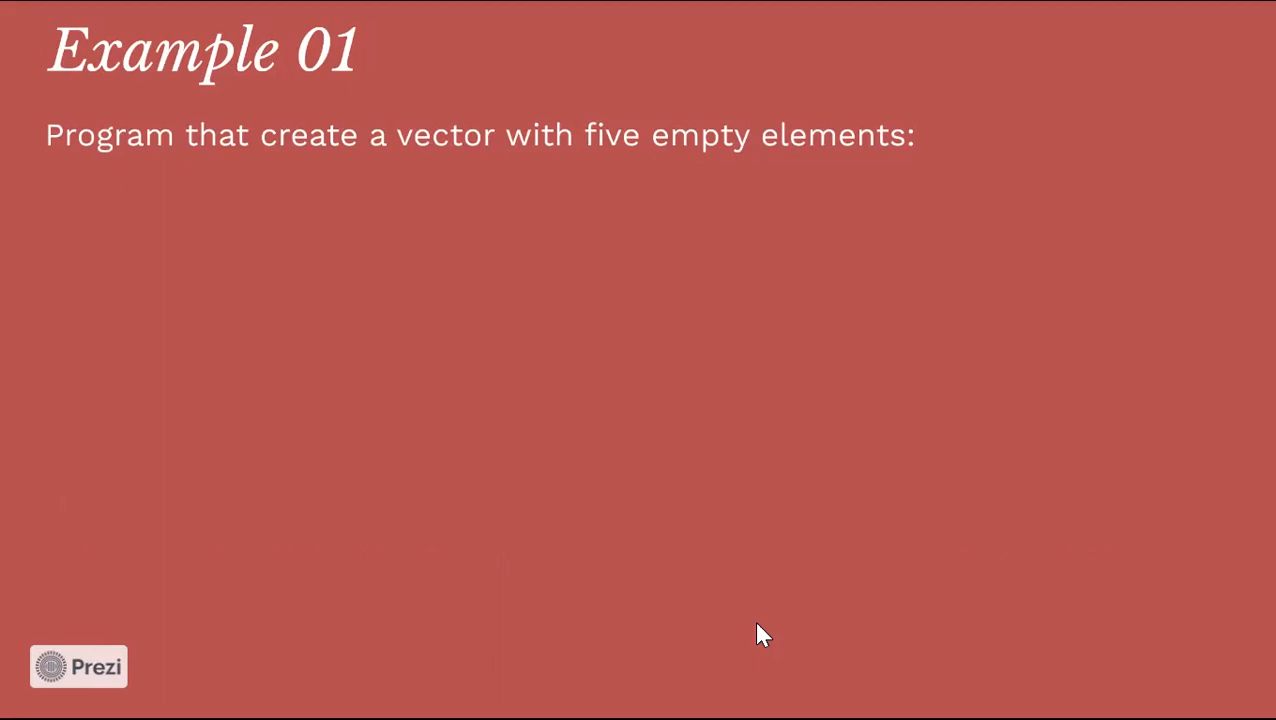 Example 01
Program that create a vector with five empty elements:
Prezi